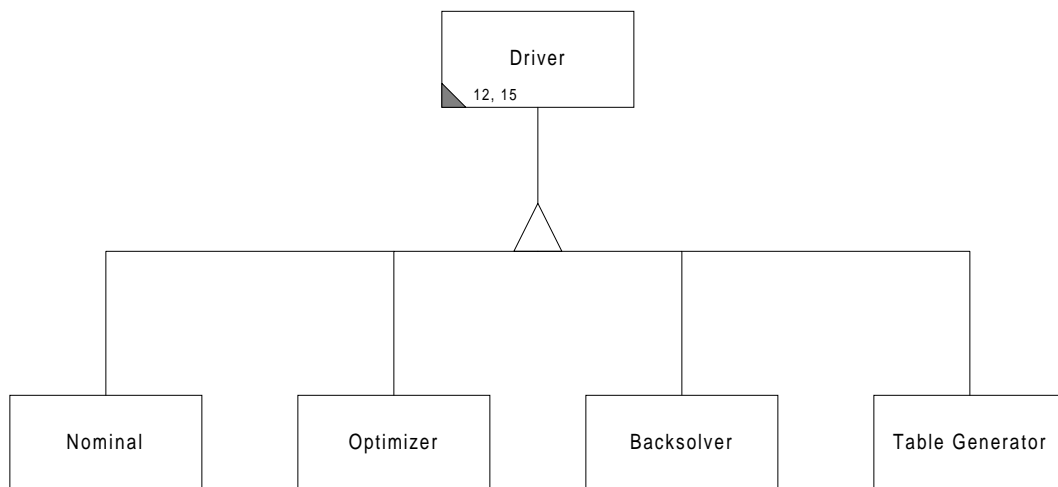 Driver
12, 15
Nominal
Optimizer
Backsolver
Table Generator